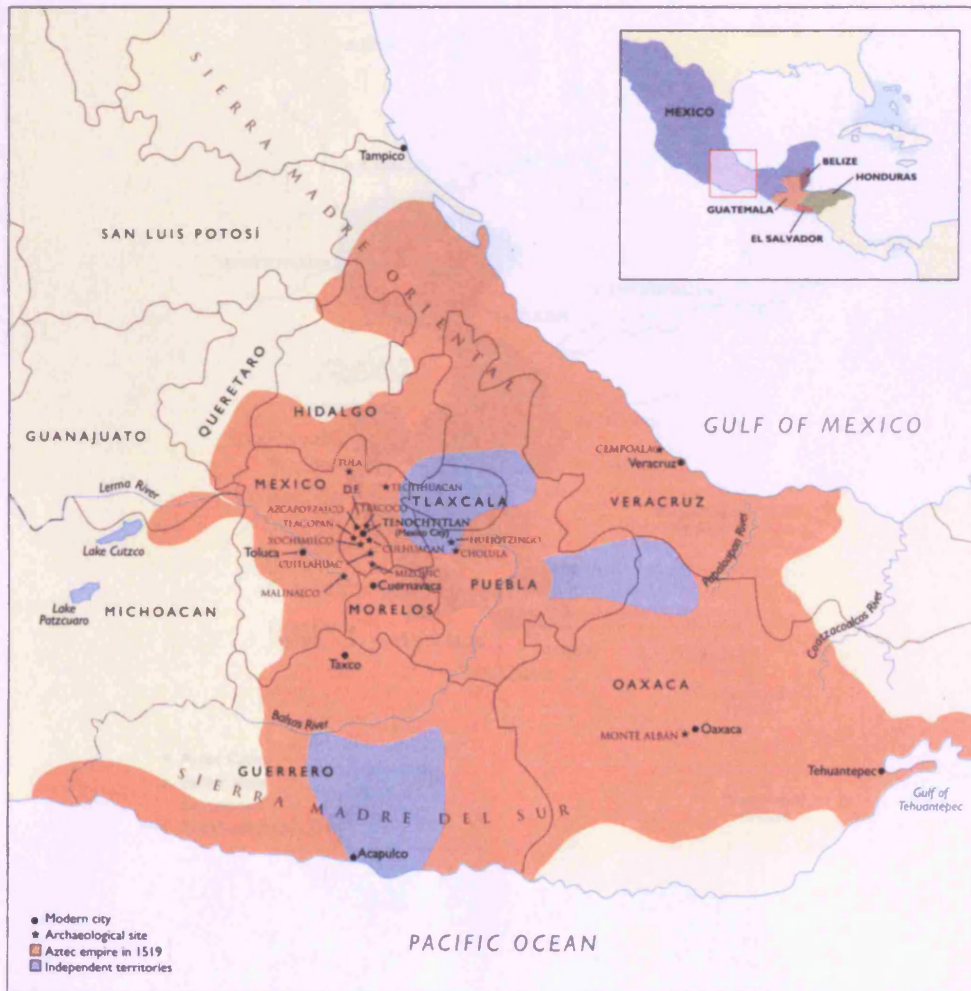 SIERRA MADRE ORIENTAL
Tampico
SAN LUIS POTOSÍ
MEXICO
BELIZE
HONDURAS
GUATEMALA
EL SALVADOR
QUERETARO
HIDALGO
GUANAJUATO
GULF OF MEXICO
CEMPOALA
Veracruz
TULA
Lerma River
MEXICO
DE
TEOTIHUACAN
TLAXCALA
VERACRUZ
AZCAPOTZALCO
TEXCOCO
TLACOPAN
TENOCHTITLAN
(Mexico City)
XOCHIMILCO
HUEJOTZINGO
Lake Cutzco
Toluca
CULHUACAN
CHOLULA
Papaloapan River
CUITLAHUAC
MIZQUIC
PUEBLA
MALINALCO
Cuernavaca
Lake
Patzcuaro
MICHOACAN
MORELOS
Coatzacoalcos River
Taxco
OAXACA
Balsas River
MONTE ALBÁN
Oaxaca
GUERRERO
Tehuantepec
SIERRA MADRE DEL SUR
Gulf of
Tehuantepec
Acapulco
Modern city
Archaeological site
Aztec empire in 1519
Independent territories
PACIFIC OCEAN